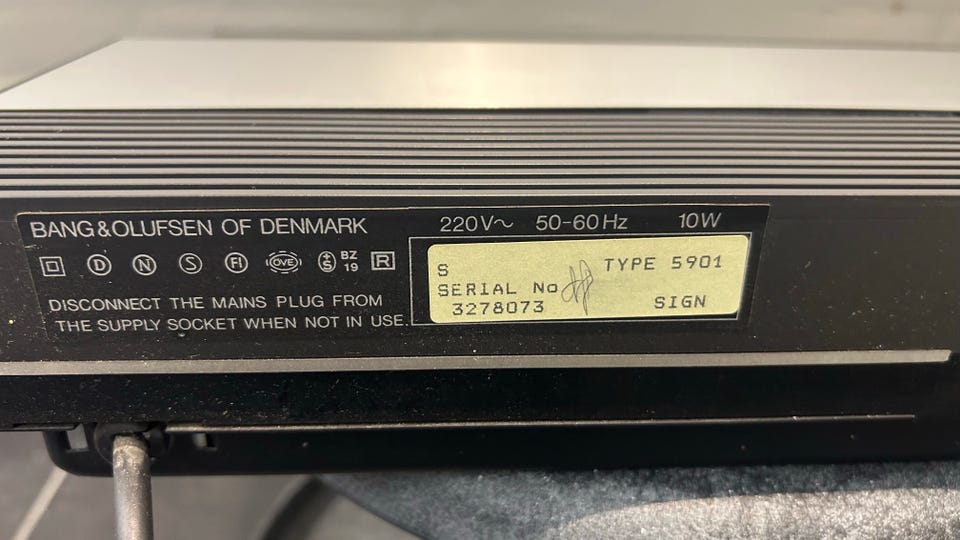 BANG&OLUFSEN OF DENMARK
220V~ 50-60Hz 10W
D N S FI ÖVE +S BZ 19 R
DISCONNECT THE MAINS PLUG FROM
THE SUPPLY SOCKET WHEN NOT IN USE.
S TYPE 5901
SERIAL No
3278073 SIGN